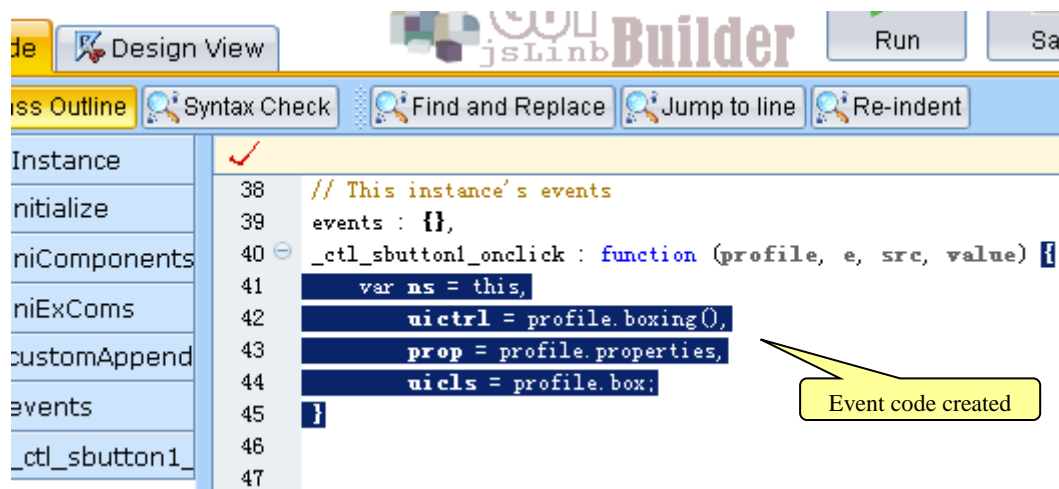 de Design View jsLinb Builder Run Sa
ass Outline Syntax Check Find and Replace Jump to line Re-indent
Instance
nitialize
niComponents
niExComs
customAppend
events
_ctl_sbutton1_
38 // This instance's events
39 events : {},
40 _ctl_sbutton1_onclick : function (profile, e, src, value) {
41 var ns = this,
42 uictrl = profile.boxing(),
43 prop = profile.properties,
44 uicls = profile.box;
45 }
46
47
Event code created